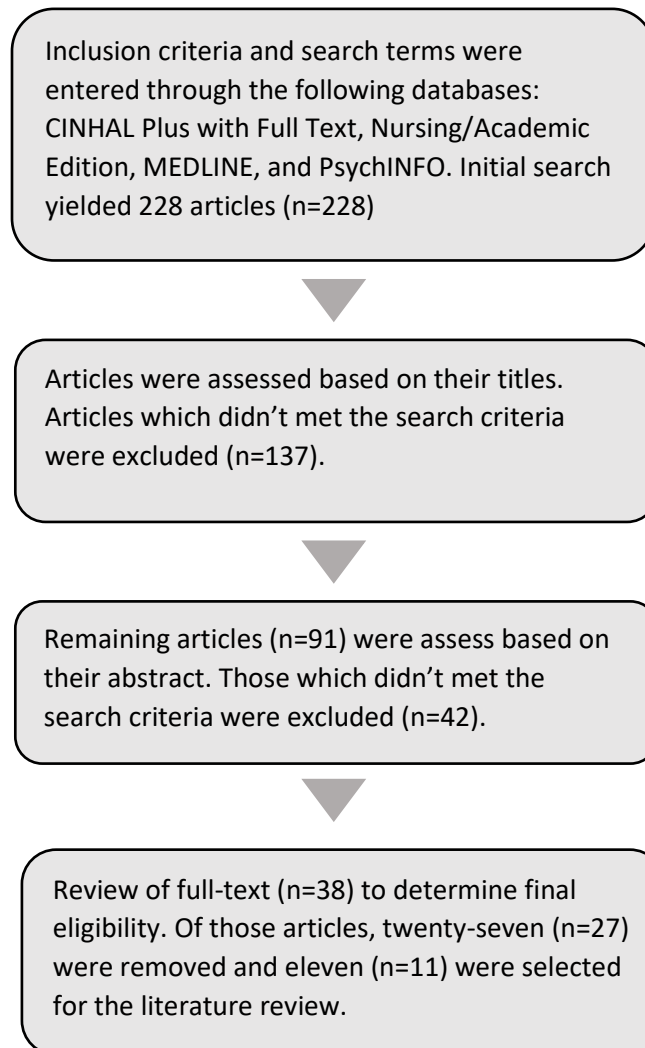 Inclusion criteria and search terms were
entered through the following databases:
CINHAL Plus with Full Text, Nursing/Academic
Edition, MEDLINE, and PsychINFO. Initial search
yielded 228 articles (n=228)
Articles were assessed based on their titles.
Articles which didn’t met the search criteria
were excluded (n=137).
Remaining articles (n=91) were assess based on
their abstract. Those which didn’t met the
search criteria were excluded (n=42).
Review of full-text (n=38) to determine final
eligibility. Of those articles, twenty-seven (n=27)
were removed and eleven (n=11) were selected
for the literature review.